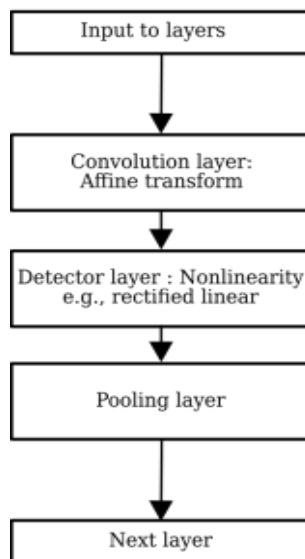 Input to layers
Convolution layer:
Affine transform
Detector layer : Nonlinearity
e.g., rectified linear
Pooling layer
Next layer